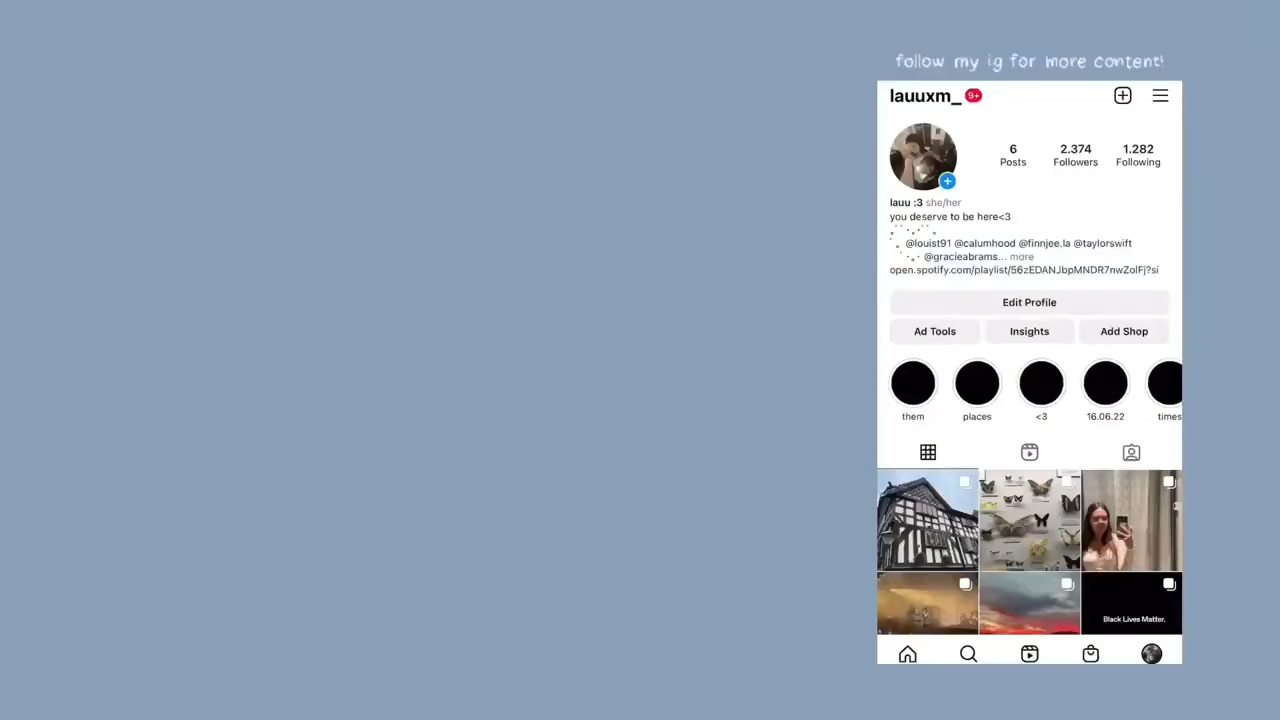 follow my ig for more content!
lauuxm_ 9+
6 2.374 1.282
Posts Followers Following
lauu :3 she/her
you deserve to be here<3
@louist91 @calumhood @finnjee.la @taylorswift
@gracieabrams... more
open.spotify.com/playlist/56zEDANJbpMNDR7nwZolFj?si
Edit Profile
Ad Tools Insights Add Shop
them places <3 16.06.22 times
Black Lives Matter.